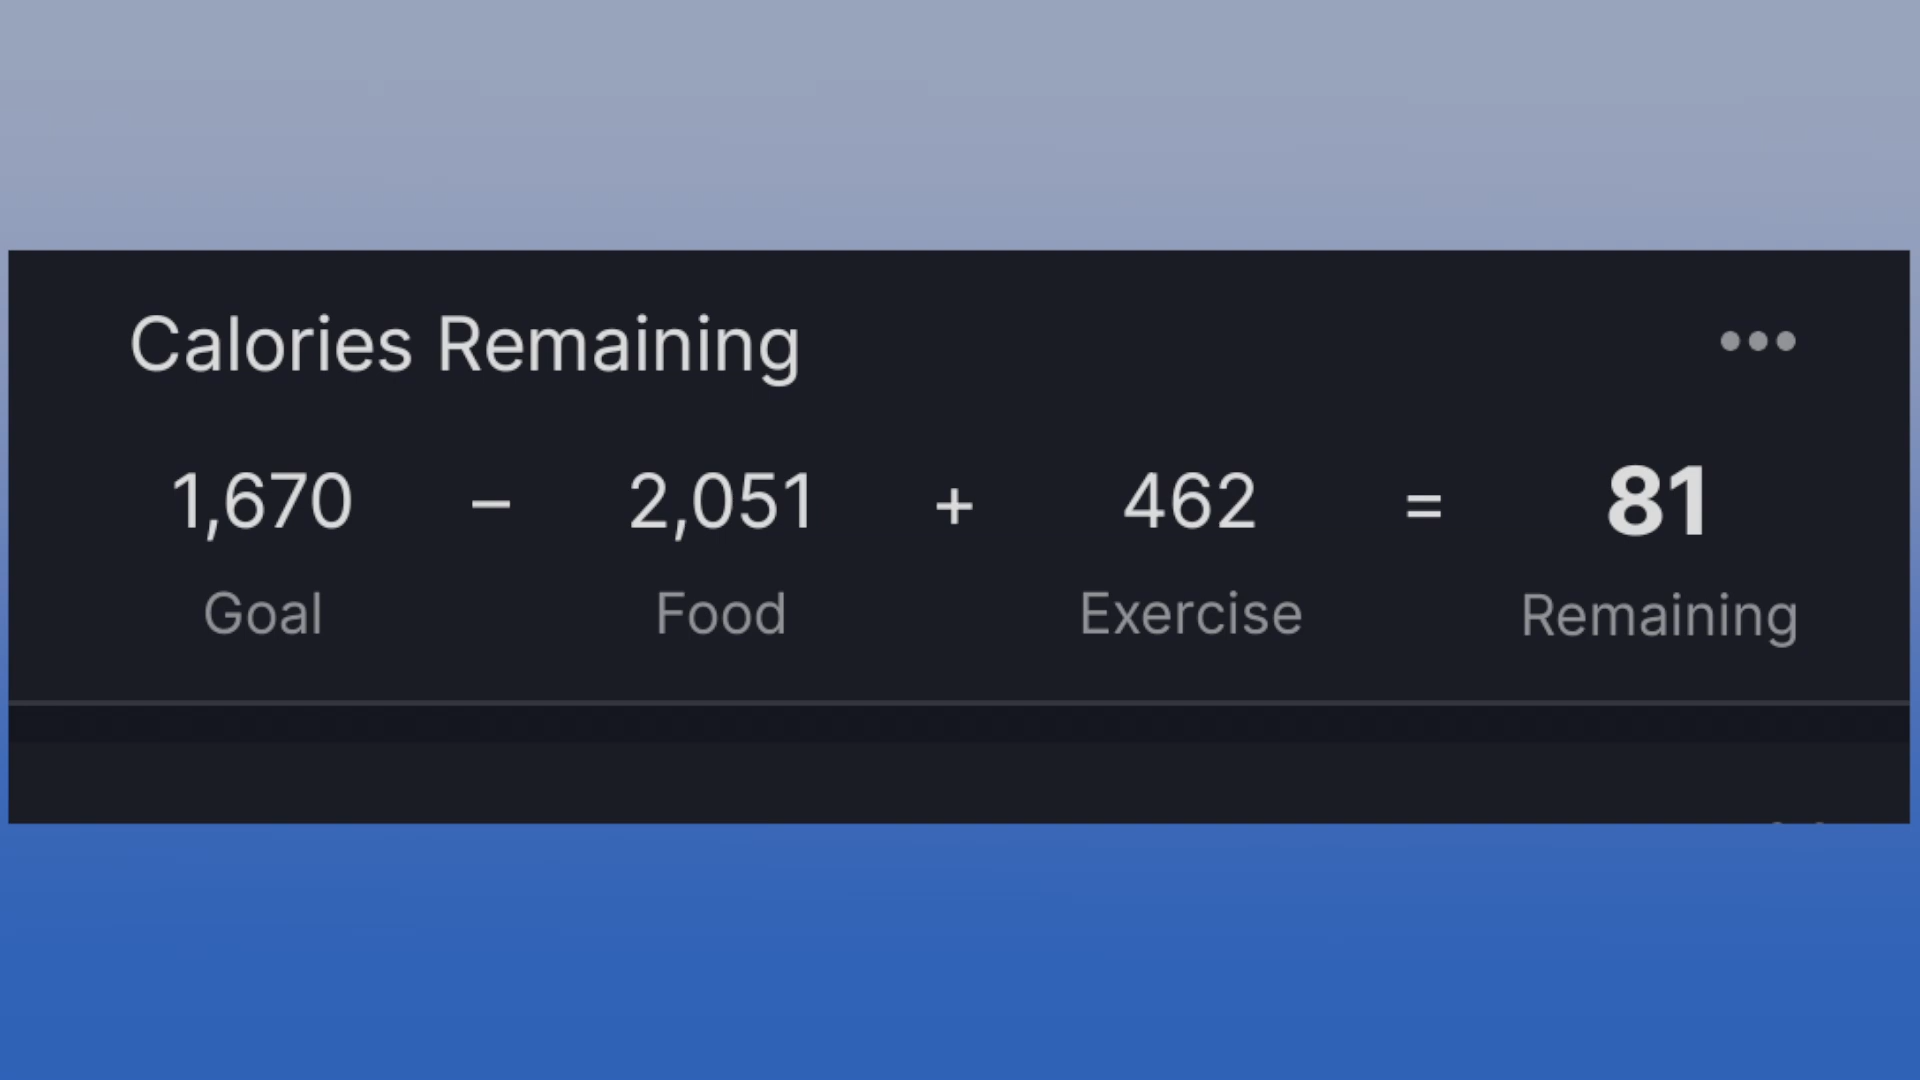 Calories Remaining
1,670 – 2,051 + 462 = 81
Goal Food Exercise Remaining